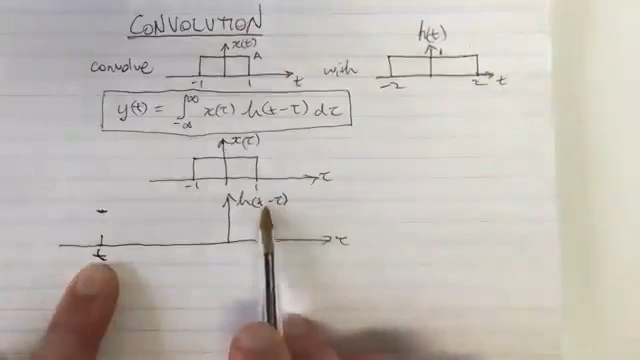 CONVOLUTION
h(t)
x(t)
A
1
convolve
-1
1
t
with
-2
2
t
y(t) = ∫_{-∞}^{∞} x(τ) h(t-τ) dτ
x(τ)
-1
1
τ
h(t-τ)
t
τ